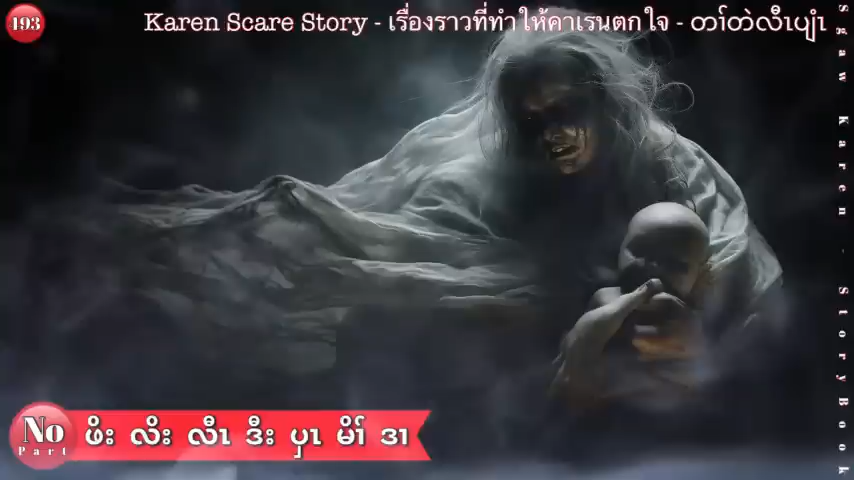 193
Karen Scare Story - เรื่องราวที่ทำให้คาเรนตกใจ - တၢ်တဲလီၤပျံၤ
Sgaw Karen - StoryBook
No
Part
ဖိး လိး လီၤ ဒီး ပှၤ မိၢ် ဒၢ